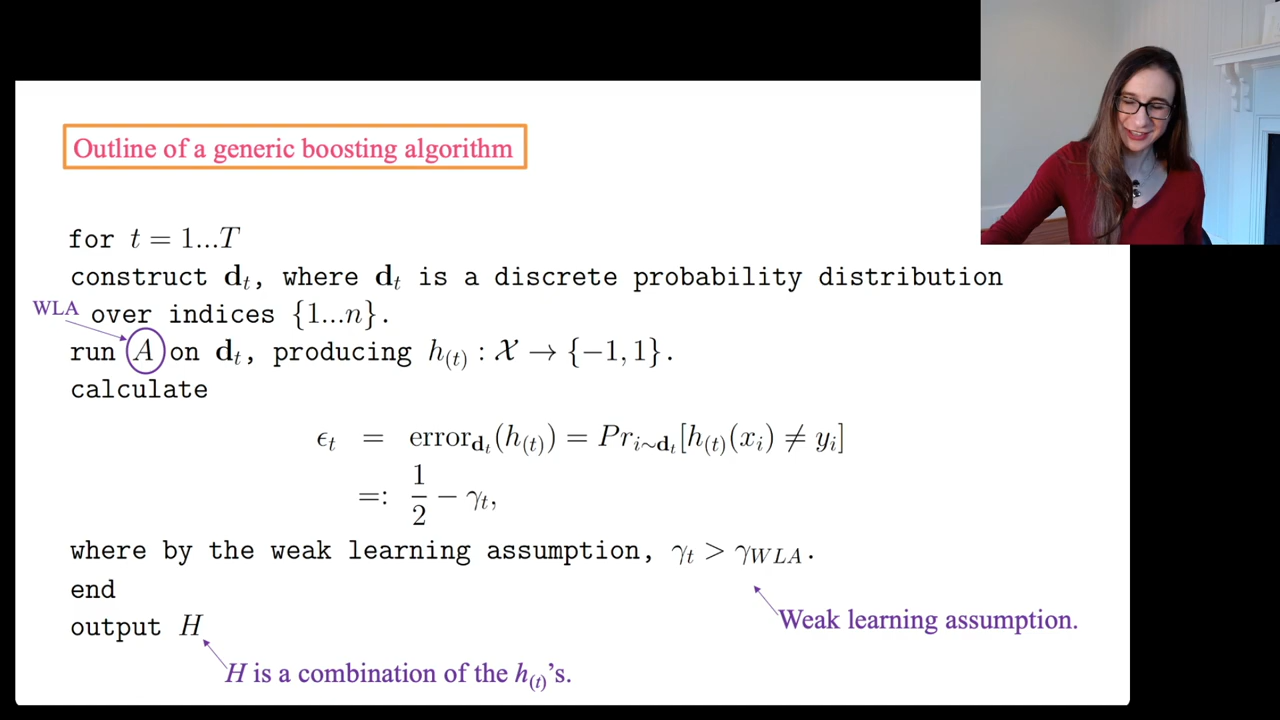 Outline of a generic boosting algorithm
for t = 1...T
construct d_t, where d_t is a discrete probability distribution
WLA
over indices {1...n}.
run A on d_t, producing h_(t) : 𝒳 → {−1, 1}.
calculate
ϵ_t = error_{d_t}(h_(t)) = Pr_{i∼d_t}[h_(t)(x_i) ≠ y_i]
=: 1/2 − γ_t,
where by the weak learning assumption, γ_t > γ_{WLA}.
end
Weak learning assumption.
output H
H is a combination of the h_(t)'s.